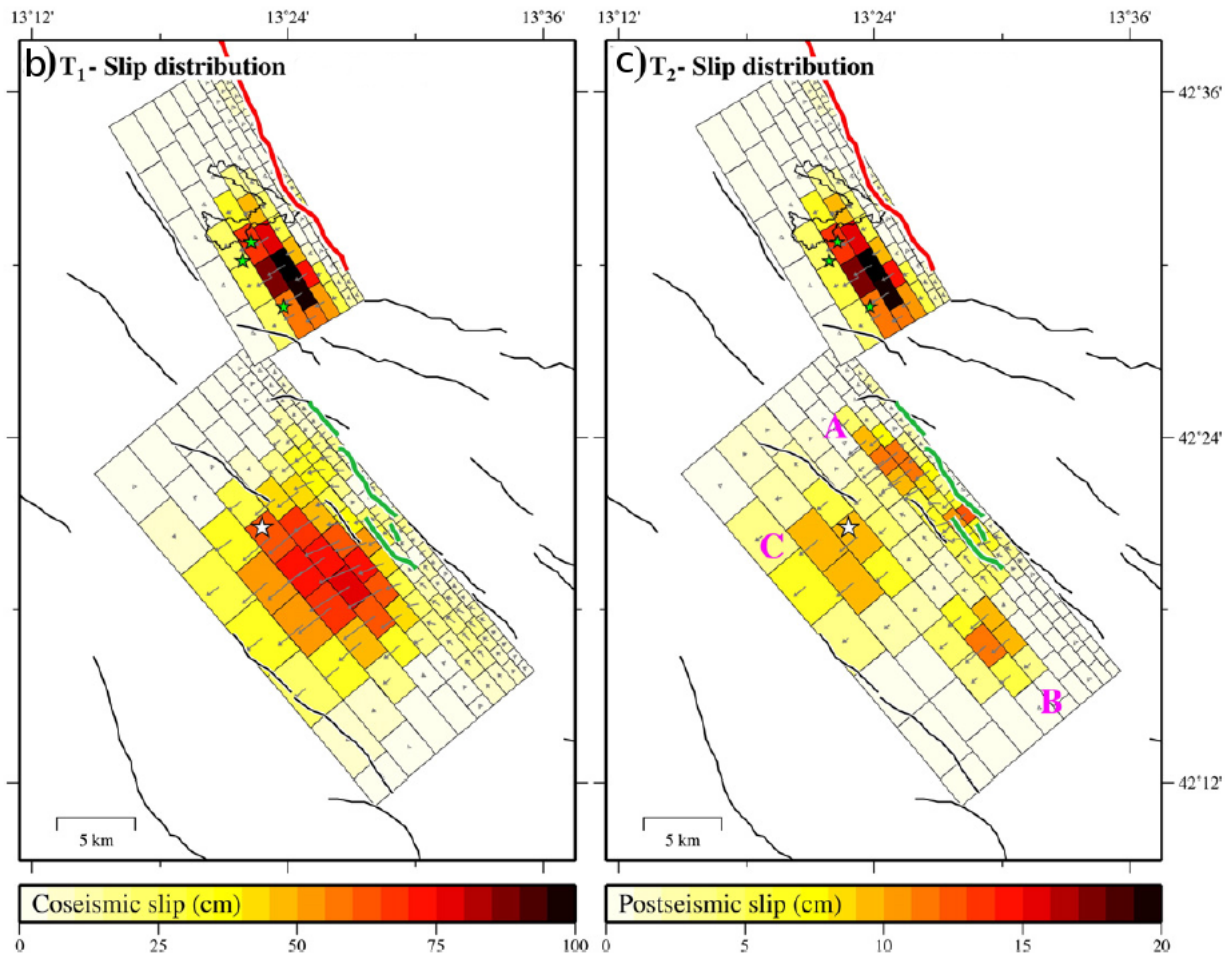 13°12' 13°24' 13°36' 13°12' 13°24' 13°36'
b) T1 - Slip distribution
c) T2 - Slip distribution
42°36'
A
42°24'
C
B
42°12'
5 km
5 km
Coseismic slip (cm)
Postseismic slip (cm)
0 25 50 75 100
0 5 10 15 20